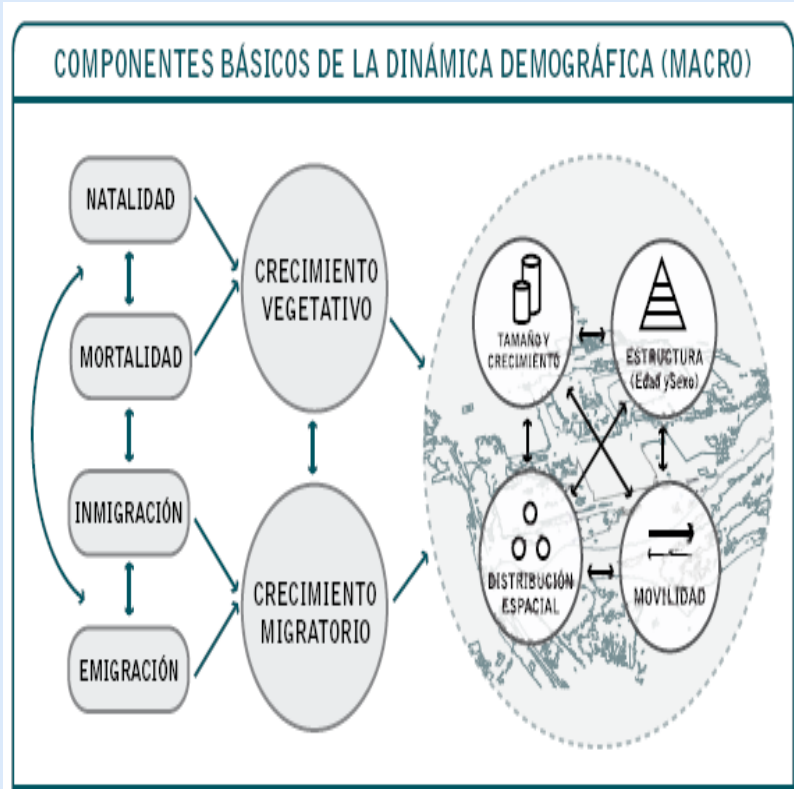 COMPONENTES BÁSICOS DE LA DINÁMICA DEMOGRÁFICA (MACRO)
NATALIDAD
MORTALIDAD
INMIGRACIÓN
EMIGRACIÓN
CRECIMIENTO
VEGETATIVO
CRECIMIENTO
MIGRATORIO
TAMAÑO Y
CRECIMIENTO
ESTRUCTURA
(Edad ySexo)
DISTRIBUCIÓN
ESPACIAL
MOVILIDAD